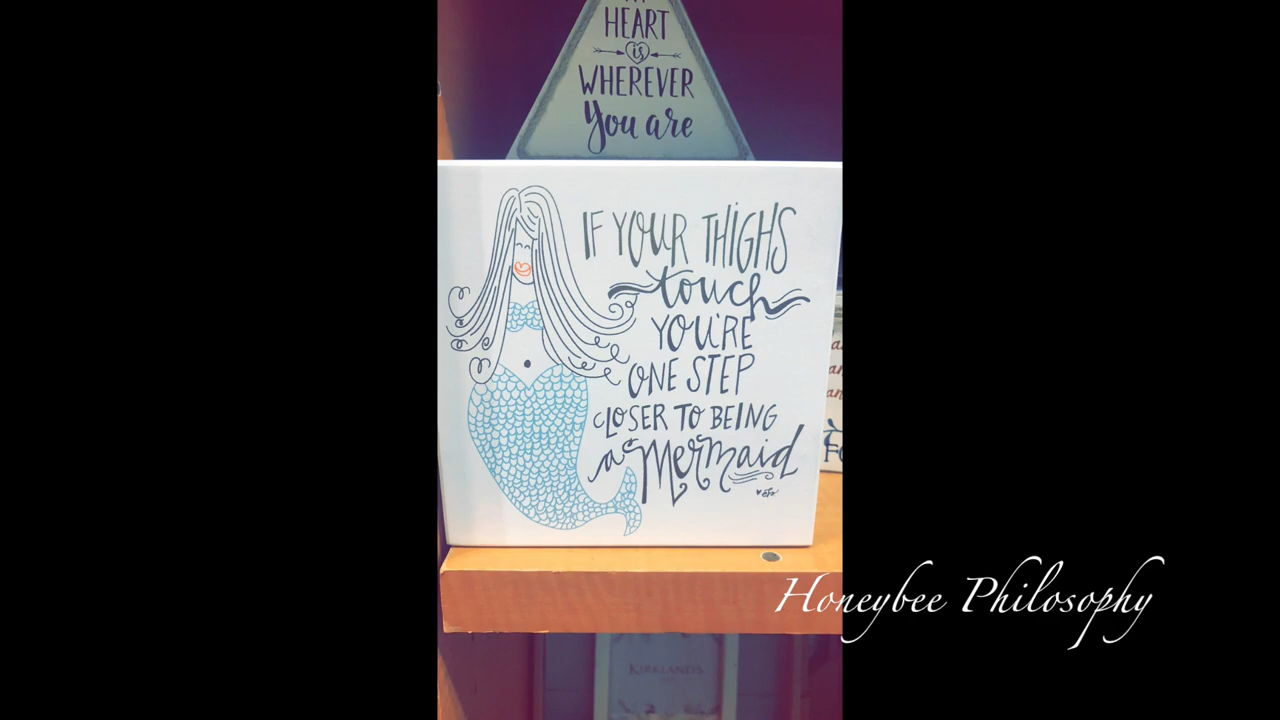 HEART
is
WHEREVER
You are
IF YOUR THIGHS
touch
YOU'RE
ONE STEP
CLOSER TO BEING
a Mermaid
Honeybee Philosophy
KIRKLAND'S